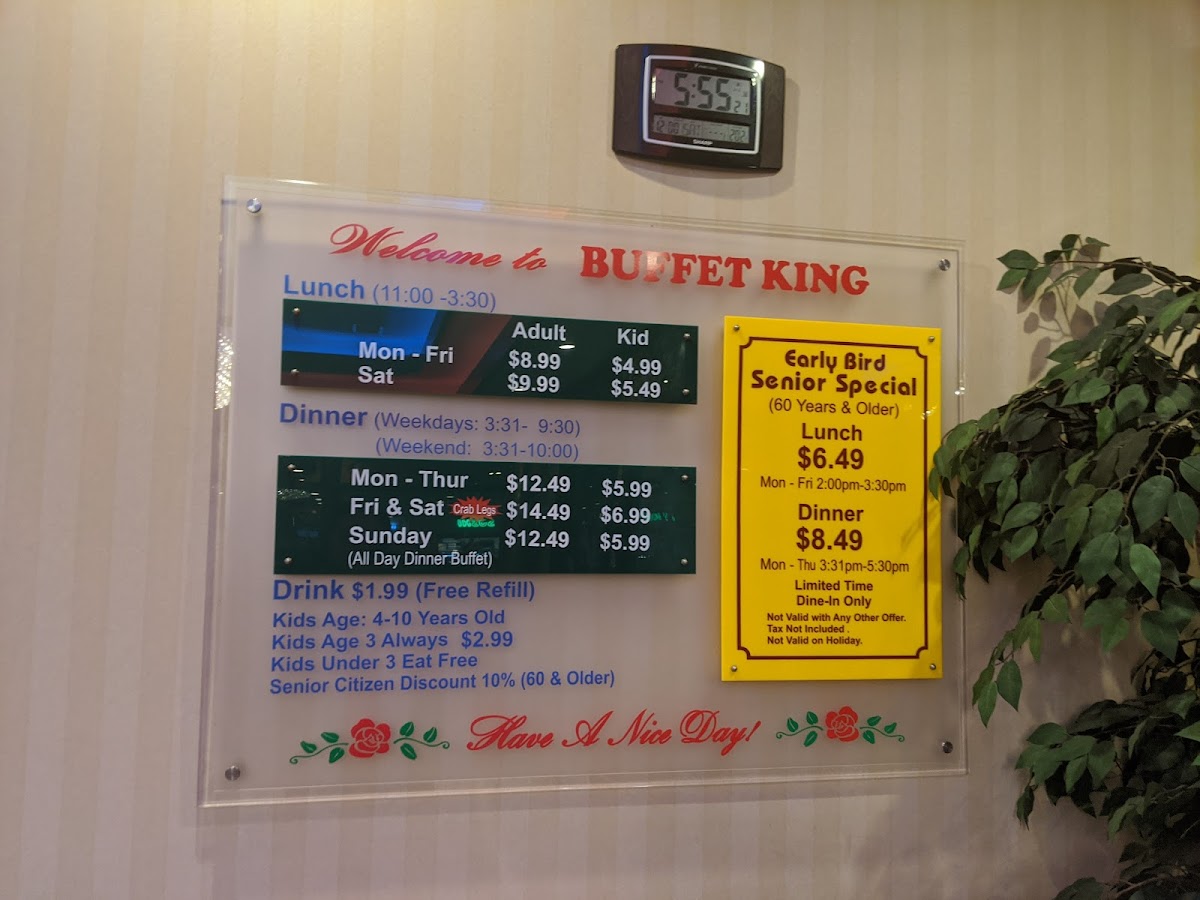 5:55 21
SHARP
Welcome to BUFFET KING
Lunch (11:00 -3:30)
Adult Kid
Mon - Fri $8.99 $4.99
Sat $9.99 $5.49
Dinner (Weekdays: 3:31- 9:30)
(Weekend: 3:31-10:00)
Mon - Thur $12.49 $5.99
Fri & Sat Crab Legs $14.49 $6.99
Sunday $12.49 $5.99
(All Day Dinner Buffet)
Drink $1.99 (Free Refill)
Kids Age: 4-10 Years Old
Kids Age 3 Always $2.99
Kids Under 3 Eat Free
Senior Citizen Discount 10% (60 & Older)
Have A Nice Day!
Early Bird
Senior Special
(60 Years & Older)
Lunch
$6.49
Mon - Fri 2:00pm-3:30pm
Dinner
$8.49
Mon - Thu 3:31pm-5:30pm
Limited Time
Dine-In Only
Not Valid with Any Other Offer.
Tax Not Included .
Not Valid on Holiday.